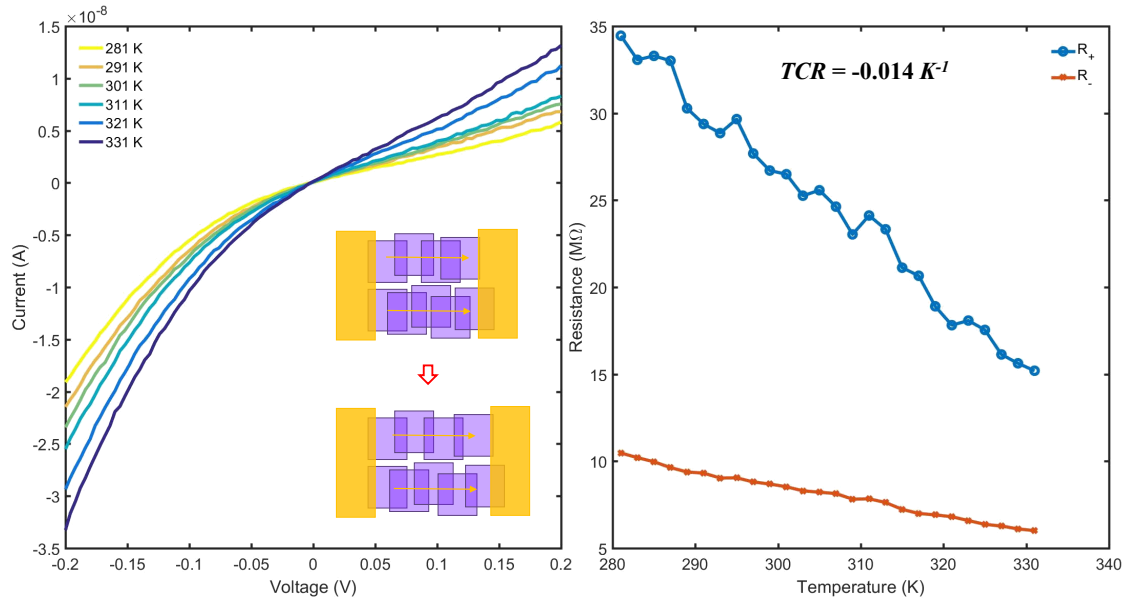 ×10⁻⁸
1.5
1
0.5
0
-0.5
-1
-1.5
-2
-2.5
-3
-3.5
Current (A)
281 K
291 K
301 K
311 K
321 K
331 K
-0.2
-0.15
-0.1
-0.05
0
0.05
0.1
0.15
0.2
Voltage (V)
35
30
25
20
15
10
5
Resistance (MΩ)
TCR = -0.014 K⁻¹
R₊
R₋
280
290
300
310
320
330
340
Temperature (K)